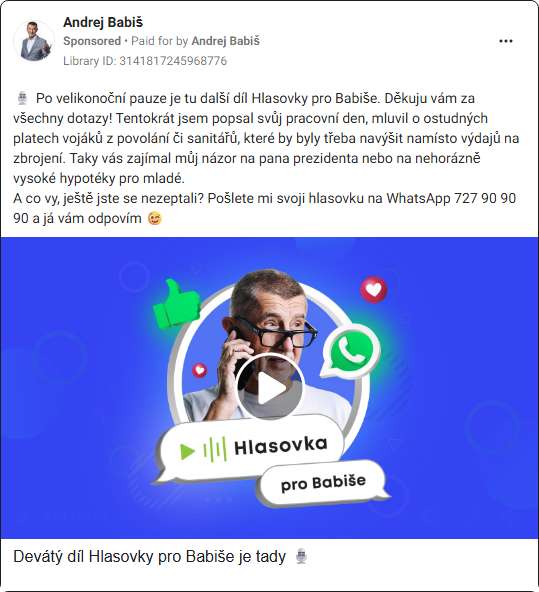 Andrej Babiš
Sponsored • Paid for by Andrej Babiš
Library ID: 3141817245968776
🎙️ Po velikonoční pauze je tu další díl Hlasovky pro Babiše. Děkuju vám za
všechny dotazy! Tentokrát jsem popsal svůj pracovní den, mluvil o ostudných
platech vojáků z povolání či sanitářů, které by byly třeba navýšit namísto výdajů na
zbrojení. Taky vás zajímal můj názor na pana prezidenta nebo na nehorázně
vysoké hypotéky pro mladé.
A co vy, ještě jste se nezeptali? Pošlete mi svoji hlasovku na WhatsApp 727 90 90
90 a já vám odpovím 😉
Hlasovka
pro Babiše
Devátý díl Hlasovky pro Babiše je tady 🎙️